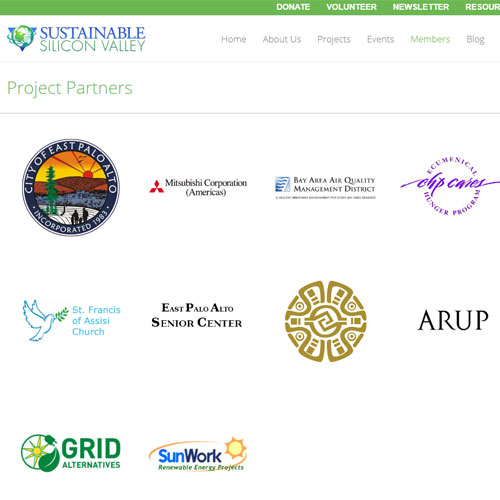 DONATE VOLUNTEER NEWSLETTER RESOUR
SUSTAINABLE
SILICON VALLEY
Home About Us Projects Events Members Blog
Project Partners
CITY OF EAST PALO ALTO
INCORPORATED 1983
Mitsubishi Corporation
(Americas)
BAY AREA AIR QUALITY
MANAGEMENT DISTRICT
ECUMENICAL
ehp cares
HUNGER PROGRAM
St. Francis
of Assisi
Church
EAST PALO ALTO
SENIOR CENTER
ARUP
GRID
ALTERNATIVES
SunWork
Renewable Energy Projects